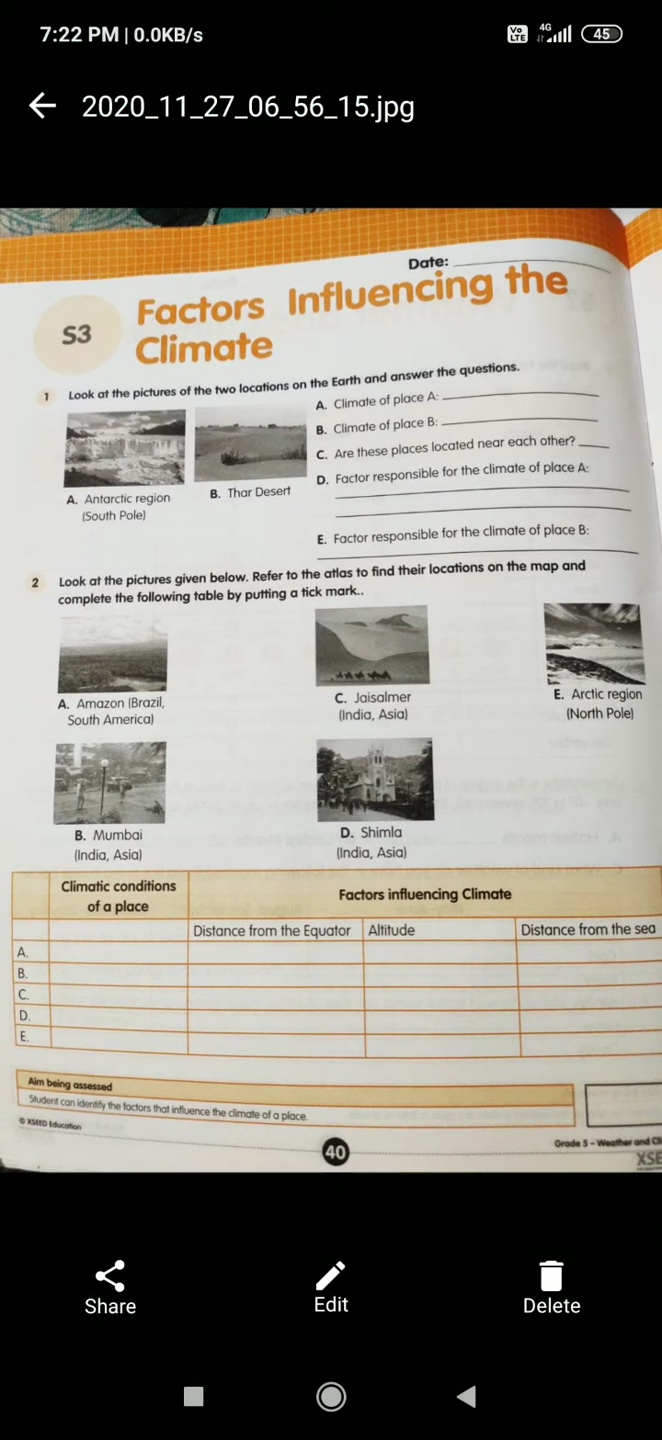 7:22 PM | 0.0KB/s
Vo LTE 4G 45
2020_11_27_06_56_15.jpg
Date:
S3
Factors Influencing the
Climate
1 Look at the pictures of the two locations on the Earth and answer the questions.
A. Climate of place A:
B. Climate of place B:
C. Are these places located near each other?
D. Factor responsible for the climate of place A:
A. Antarctic region
(South Pole)
B. Thar Desert
E. Factor responsible for the climate of place B:
2 Look at the pictures given below. Refer to the atlas to find their locations on the map and
complete the following table by putting a tick mark..
A. Amazon (Brazil,
South America)
C. Jaisalmer
(India, Asia)
E. Arctic region
(North Pole)
B. Mumbai
(India, Asia)
D. Shimla
(India, Asia)
Climatic conditions
of a place
Factors influencing Climate
Distance from the Equator
Altitude
Distance from the sea
A.
B.
C.
D.
E.
Aim being assessed
Student can identify the factors that influence the climate of a place.
© XSEED Education
40
Grade 5 – Weather and Cli
XSE
Share
Edit
Delete